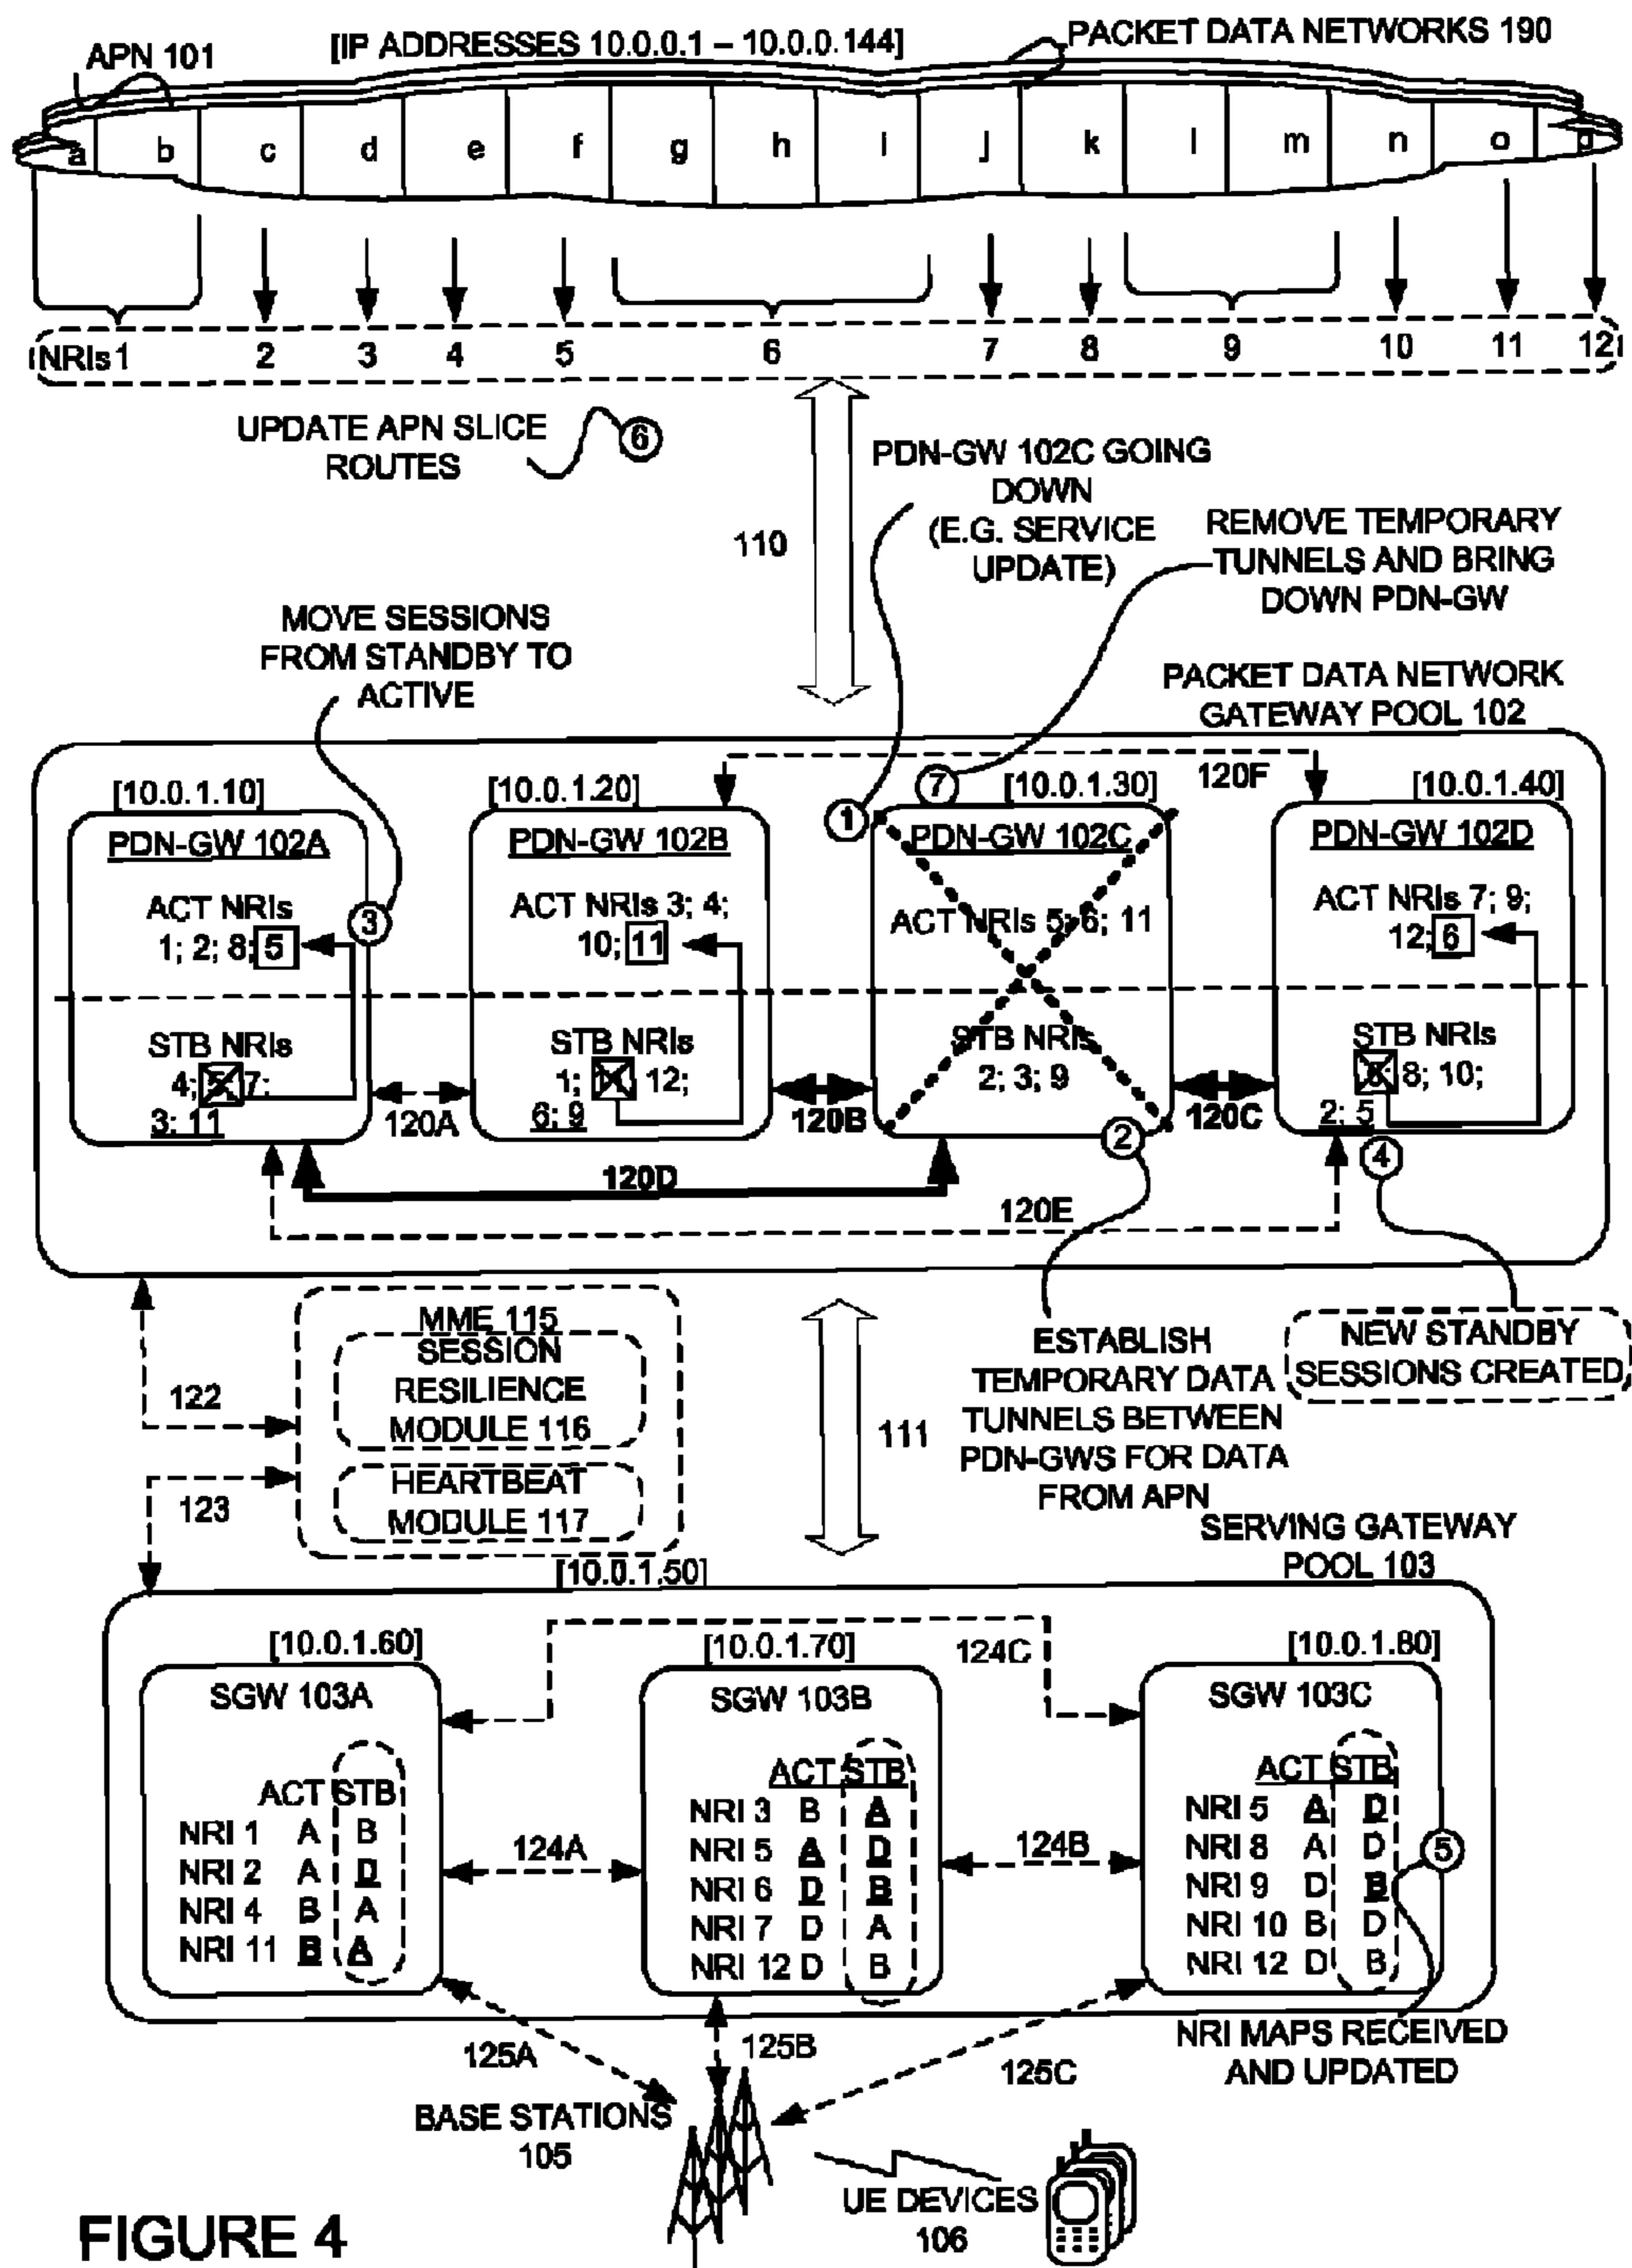 APN 101
[IP ADDRESSES 10.0.0.1 – 10.0.0.144]
PACKET DATA NETWORKS 190
a b c d e f g h i j k l m n o
NRIs 1 2 3 4 5 6 7 8 9 10 11 12
UPDATE APN SLICE
ROUTES
6
110
PDN-GW 102C GOING
DOWN
(E.G. SERVICE
UPDATE)
REMOVE TEMPORARY
TUNNELS AND BRING
DOWN PDN-GW
MOVE SESSIONS
FROM STANDBY TO
ACTIVE
PACKET DATA NETWORK
GATEWAY POOL 102
120F
[10.0.1.10]
PDN-GW 102A
ACT NRIs
1; 2; 8; 5
3
STB NRIs
4; 5 7;
3; 11
120A
[10.0.1.20]
PDN-GW 102B
ACT NRIs 3; 4;
10; 11
STB NRIs
1; 11 12;
6; 9
120B
1
7
[10.0.1.30]
PDN-GW 102C
ACT NRIs 5; 6; 11
STB NRIs
2; 3; 9
2
120C
[10.0.1.40]
PDN-GW 102D
ACT NRIs 7; 9;
12; 6
STB NRIs
6 8; 10;
2; 5
4
120D
120E
MME 115
SESSION
RESILIENCE
MODULE 116
HEARTBEAT
MODULE 117
[10.0.1.50]
122
123
111
ESTABLISH
TEMPORARY DATA
TUNNELS BETWEEN
PDN-GWS FOR DATA
FROM APN
NEW STANDBY
SESSIONS CREATED
SERVING GATEWAY
POOL 103
124C
[10.0.1.60]
SGW 103A
ACT STB
NRI 1 A B
NRI 2 A D
NRI 4 B A
NRI 11 B A
124A
[10.0.1.70]
SGW 103B
ACT STB
NRI 3 B A
NRI 5 A D
NRI 6 D B
NRI 7 D A
NRI 12 D B
124B
[10.0.1.80]
SGW 103C
ACT STB
NRI 5 A D
NRI 8 A D
NRI 9 D B
NRI 10 B D
NRI 12 D B
5
NRI MAPS RECEIVED
AND UPDATED
125A
125B
125C
BASE STATIONS
105
UE DEVICES
106
FIGURE 4